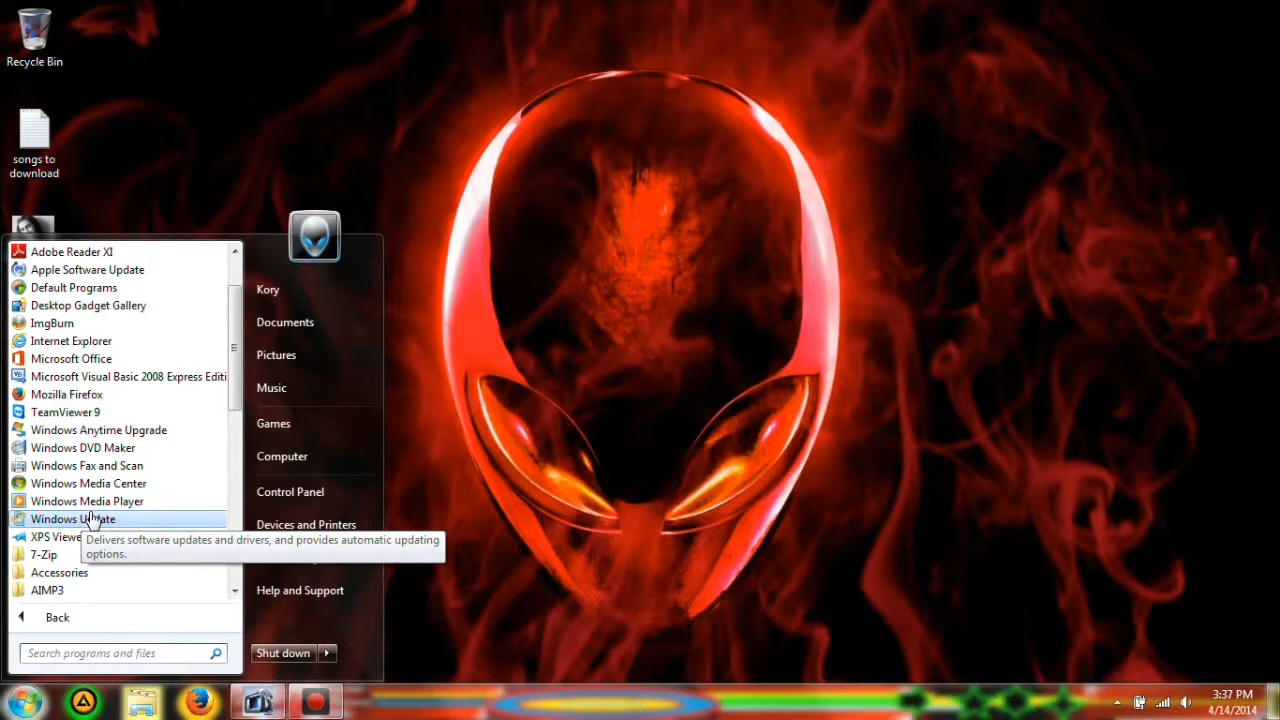 Recycle Bin
songs to
download
Adobe Reader XI
Apple Software Update
Default Programs
Desktop Gadget Gallery
ImgBurn
Internet Explorer
Microsoft Office
Microsoft Visual Basic 2008 Express Editi
Mozilla Firefox
TeamViewer 9
Windows Anytime Upgrade
Windows DVD Maker
Windows Fax and Scan
Windows Media Center
Windows Media Player
Windows Update
XPS Viewe
7-Zip
Accessories
AIMP3
Back
Search programs and files
Kory
Documents
Pictures
Music
Games
Computer
Control Panel
Devices and Printers
Delivers software updates and drivers, and provides automatic updating
options.
Help and Support
Shut down
3:37 PM
4/14/2014